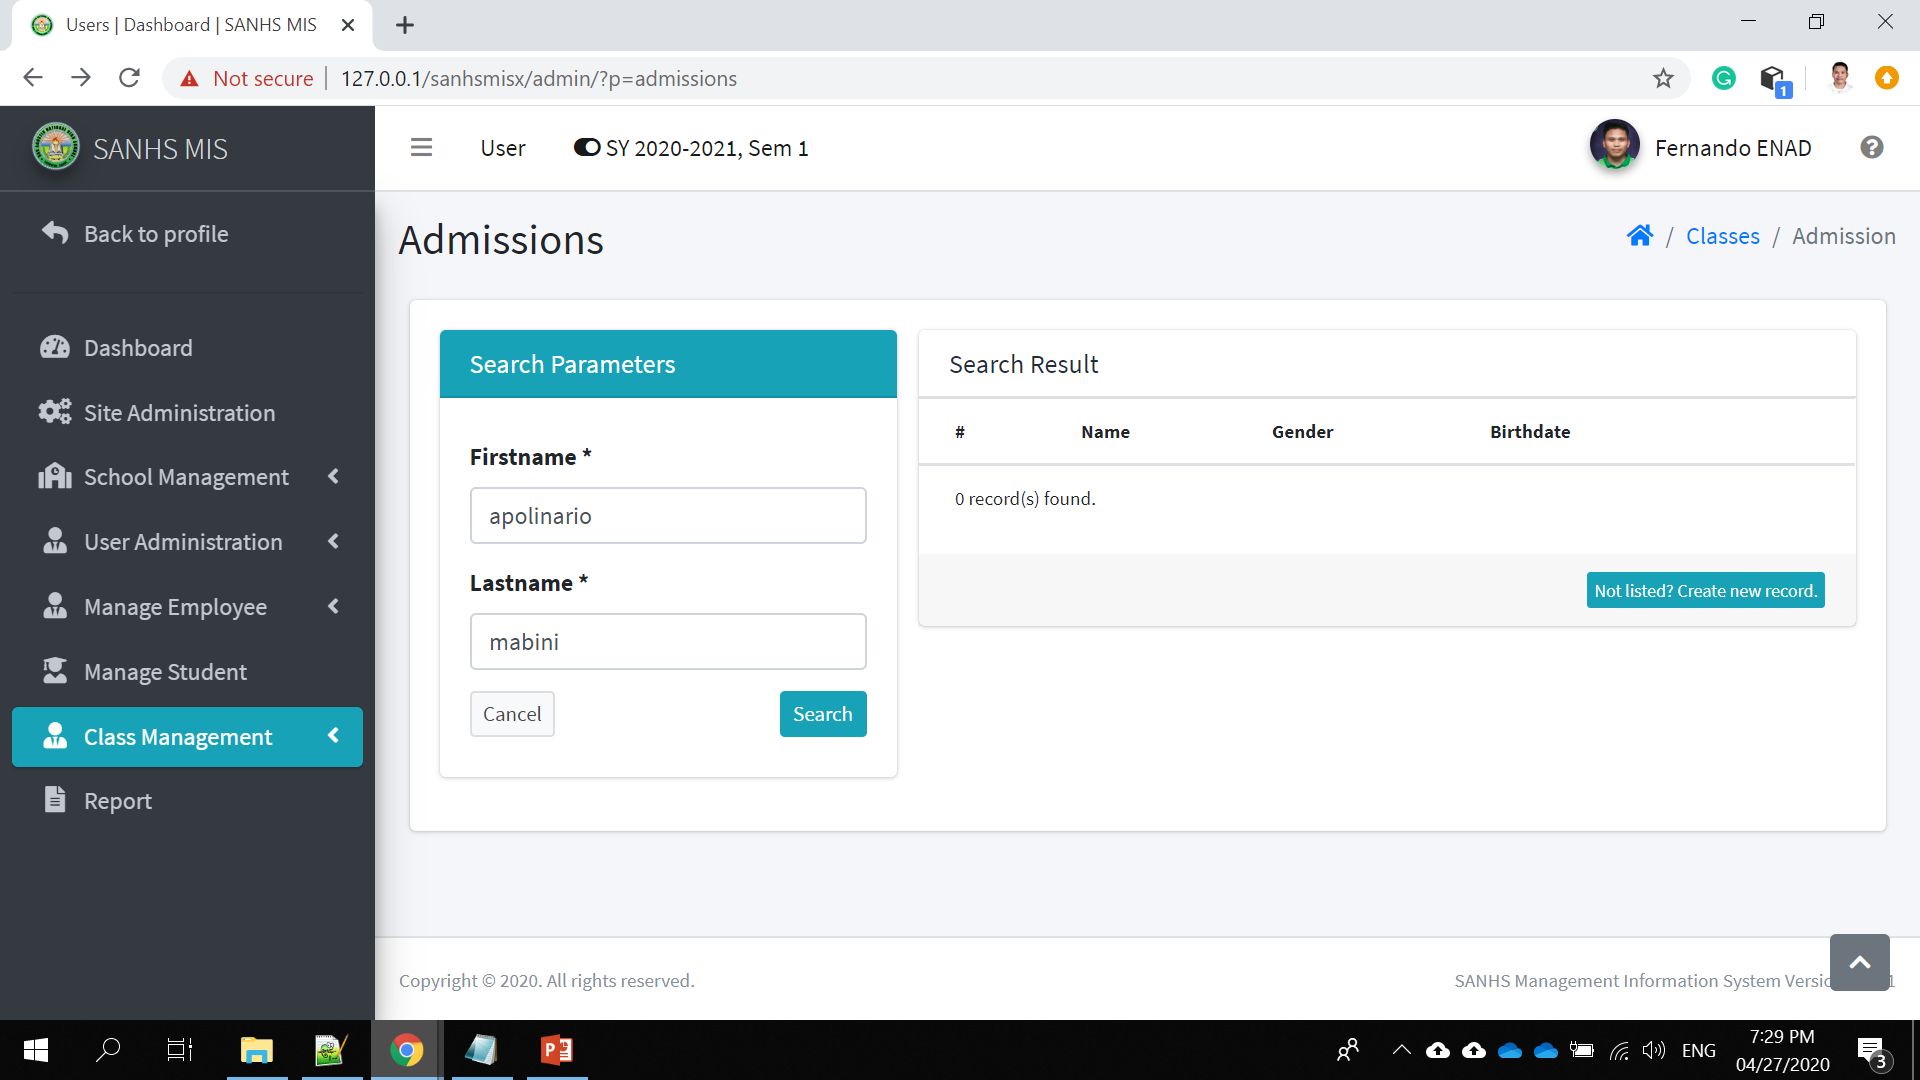 Users | Dashboard | SANHS MIS
Not secure
127.0.0.1/sanhsmisx/admin/?p=admissions
1
SANHS MIS
User
SY 2020-2021, Sem 1
Fernando ENAD
Back to profile
Admissions
/ Classes / Admission
Dashboard
Site Administration
School Management
User Administration
Manage Employee
Manage Student
Class Management
Report
Search Parameters
Firstname *
apolinario
Lastname *
mabini
Cancel
Search
Search Result
# Name Gender Birthdate
0 record(s) found.
Not listed? Create new record.
Copyright © 2020. All rights reserved.
SANHS Management Information System
ENG
7:29 PM
04/27/2020
3